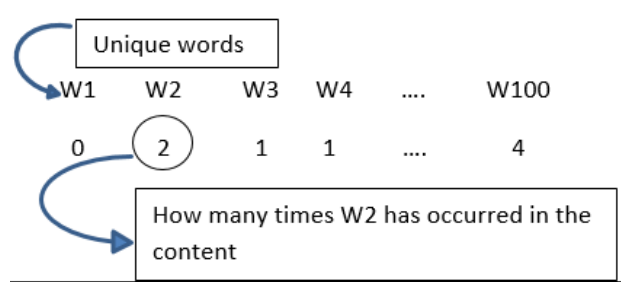 Unique words
W1 W2 W3 W4 .... W100
0 2 1 1 .... 4
How many times W2 has occurred in the
content